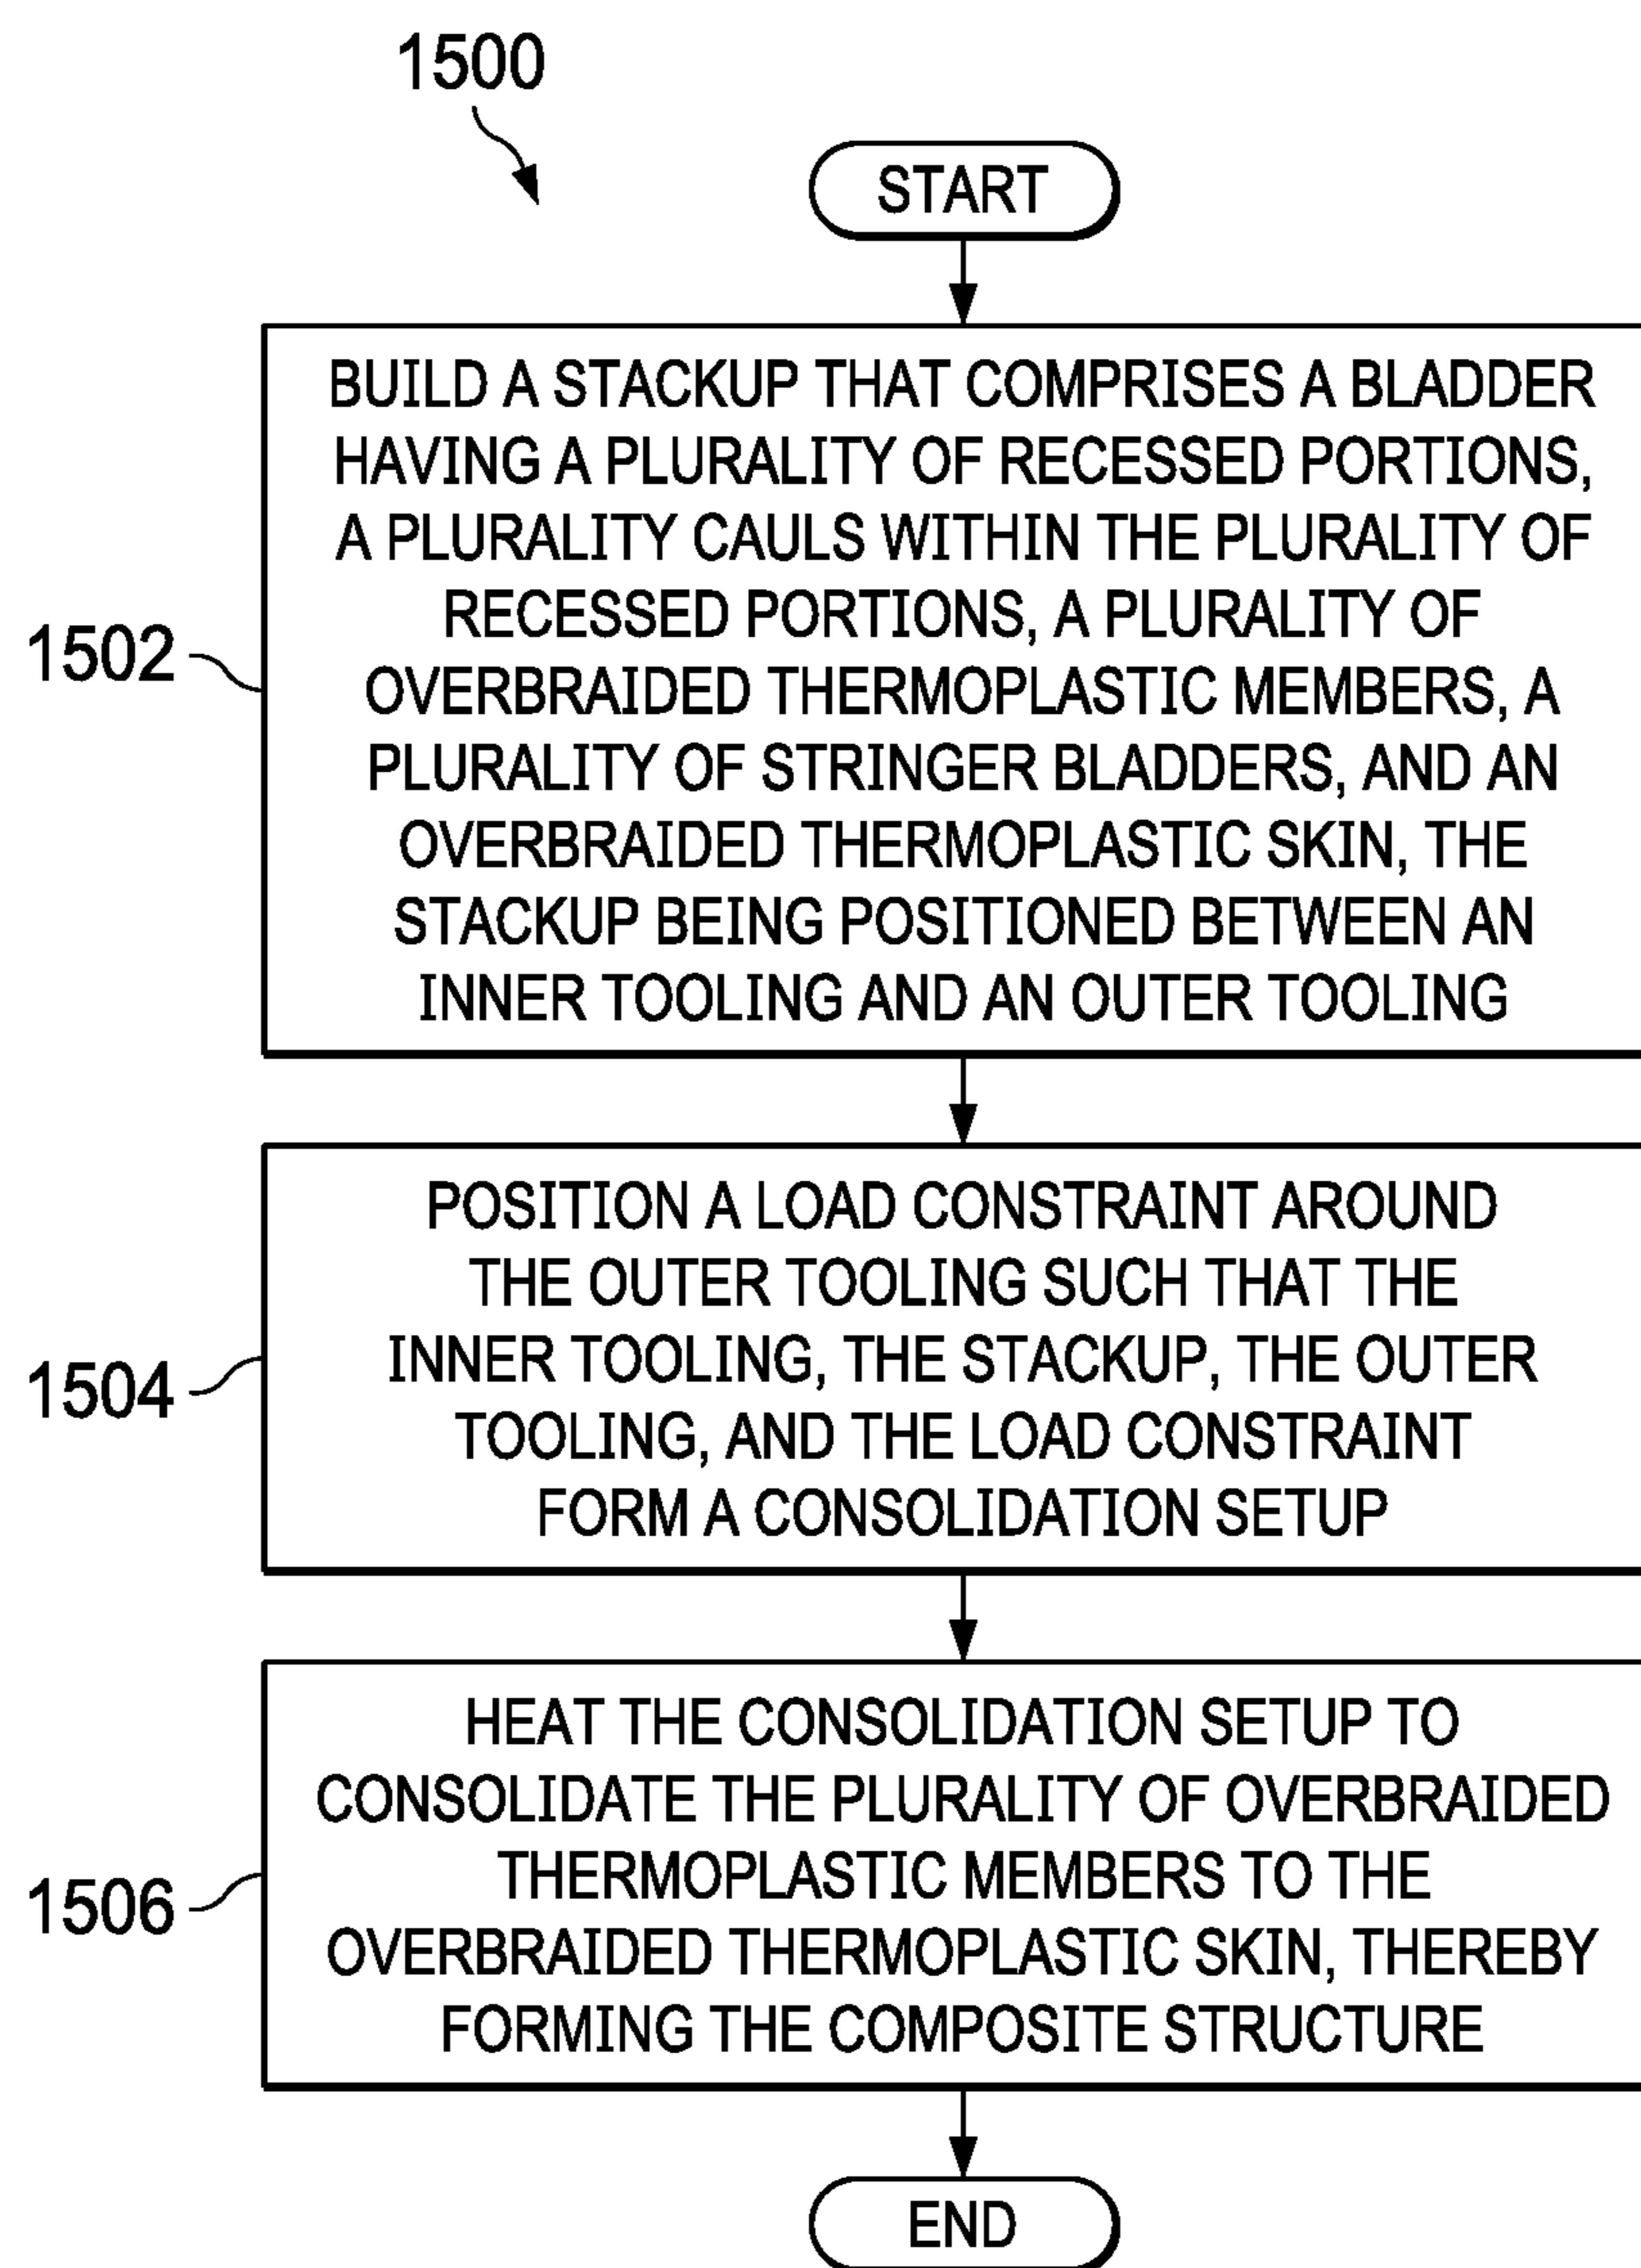 1500
START
BUILD A STACKUP THAT COMPRISES A BLADDER
HAVING A PLURALITY OF RECESSED PORTIONS,
A PLURALITY CAULS WITHIN THE PLURALITY OF
RECESSED PORTIONS, A PLURALITY OF
OVERBRAIDED THERMOPLASTIC MEMBERS, A
PLURALITY OF STRINGER BLADDERS, AND AN
OVERBRAIDED THERMOPLASTIC SKIN, THE
STACKUP BEING POSITIONED BETWEEN AN
INNER TOOLING AND AN OUTER TOOLING
1502
POSITION A LOAD CONSTRAINT AROUND
THE OUTER TOOLING SUCH THAT THE
INNER TOOLING, THE STACKUP, THE OUTER
TOOLING, AND THE LOAD CONSTRAINT
FORM A CONSOLIDATION SETUP
1504
HEAT THE CONSOLIDATION SETUP TO
CONSOLIDATE THE PLURALITY OF OVERBRAIDED
THERMOPLASTIC MEMBERS TO THE
OVERBRAIDED THERMOPLASTIC SKIN, THEREBY
FORMING THE COMPOSITE STRUCTURE
1506
END